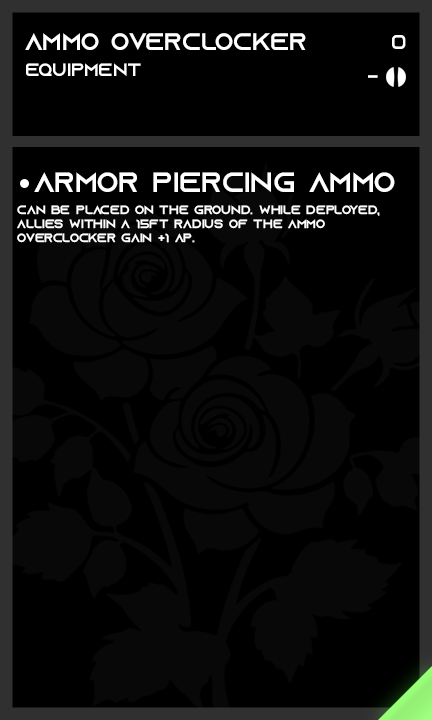 AMMO OVERCLOCKER 0
EQUIPMENT -
•ARMOR PIERCING AMMO
CAN BE PLACED ON THE GROUND. WHILE DEPLOYED,
ALLIES WITHIN A 15FT RADIUS OF THE AMMO
OVERCLOCKER GAIN +1 AP.